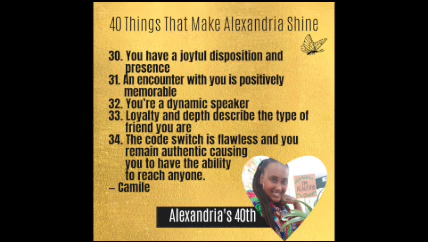 40 Things That Make Alexandria Shine
30. You have a joyful disposition and
presence
31. An encounter with you is positively
memorable
32. You're a dynamic speaker
33. Loyalty and depth describe the type of
friend you are
34. The code switch is flawless and you
remain authentic causing
you to have the ability
to reach anyone.
– Camile
Alexandria's 40th